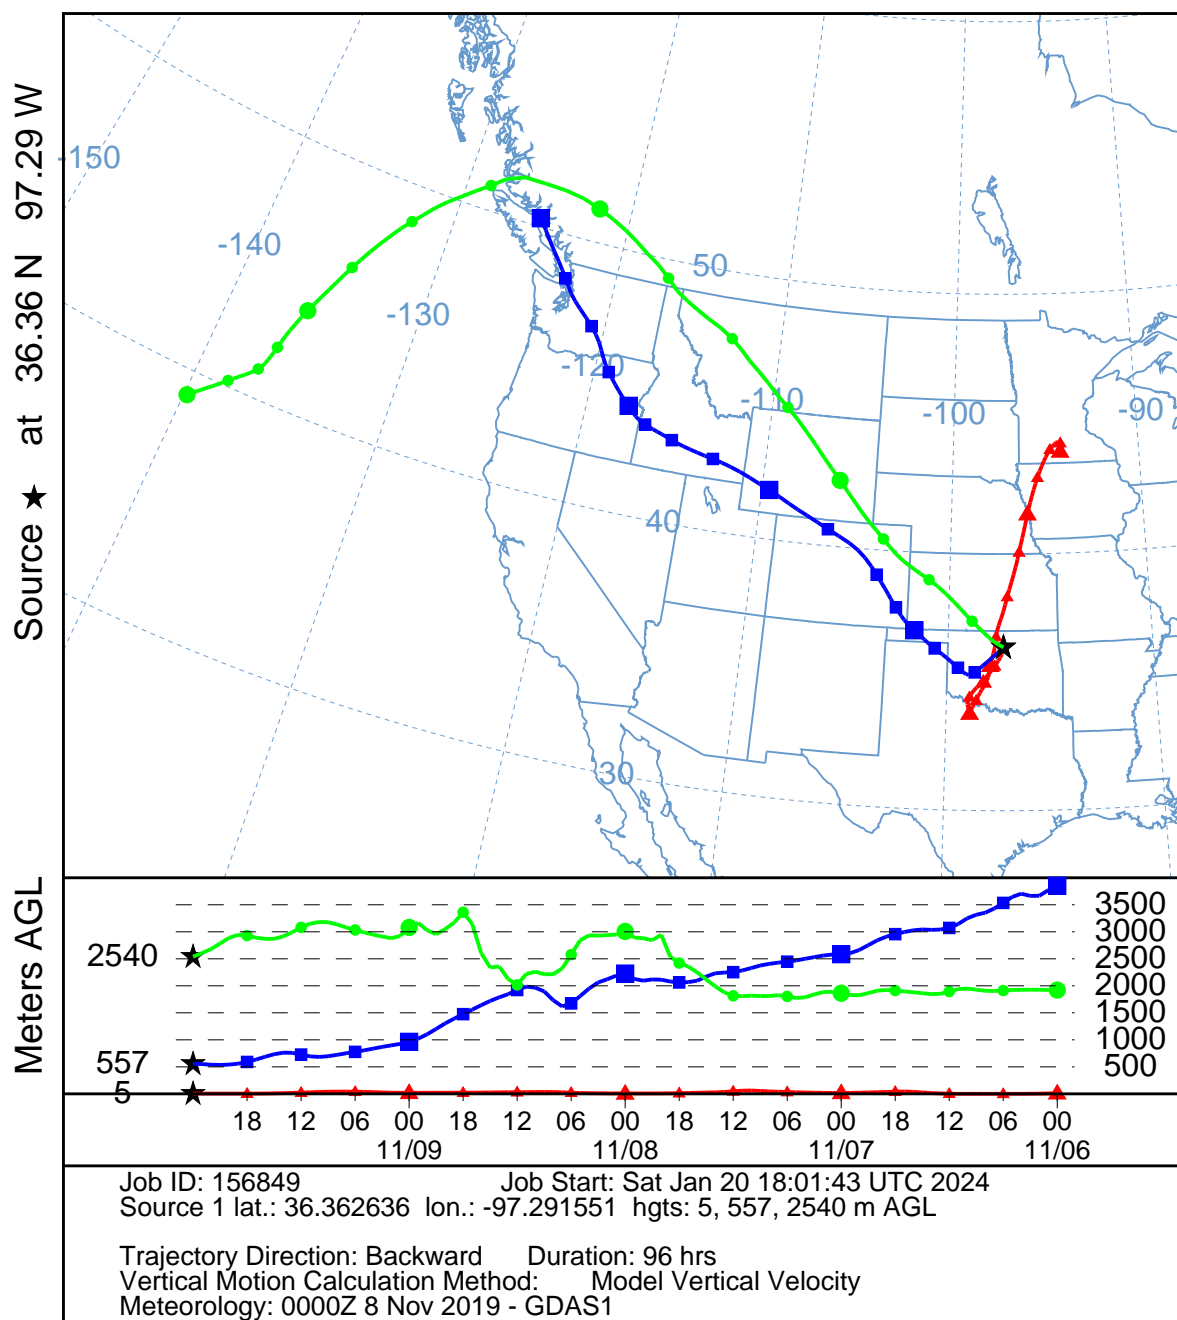 Source ★ at 36.36 N 97.29 W
-150
-140
-130
-120
-110
-100
-90
50
40
30
Meters AGL
2540
557
5
3500
3000
2500
2000
1500
1000
500
18 12 06 00 18 12 06 00 18 12 06 00 18 12 06 00
11/09 11/08 11/07 11/06
Job ID: 156849 Job Start: Sat Jan 20 18:01:43 UTC 2024
Source 1 lat.: 36.362636 lon.: -97.291551 hgts: 5, 557, 2540 m AGL
Trajectory Direction: Backward Duration: 96 hrs
Vertical Motion Calculation Method: Model Vertical Velocity
Meteorology: 0000Z 8 Nov 2019 - GDAS1